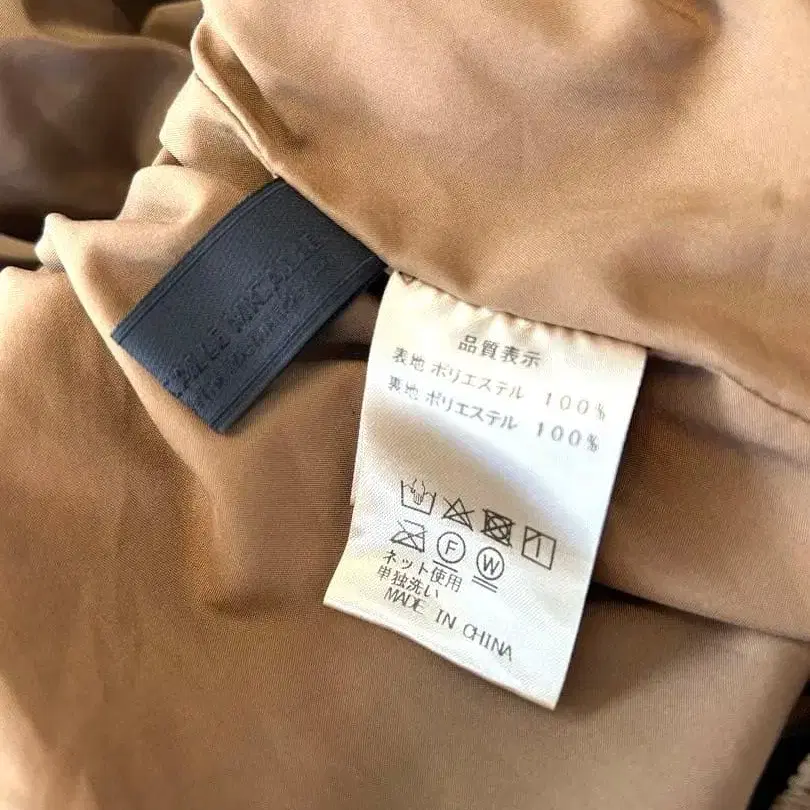 品質表示
表地 ポリエステル 100%
裏地 ポリエステル 100%
F W
ネット使用
単独洗い
MADE IN CHINA